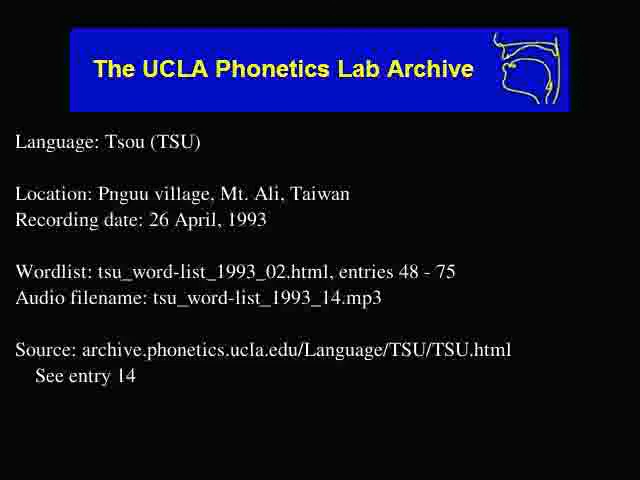 The UCLA Phonetics Lab Archive
Language: Tsou (TSU)
Location: Pnguu village, Mt. Ali, Taiwan
Recording date: 26 April, 1993
Wordlist: tsu_word-list_1993_02.html, entries 48 - 75
Audio filename: tsu_word-list_1993_14.mp3
Source: archive.phonetics.ucla.edu/Language/TSU/TSU.html
See entry 14